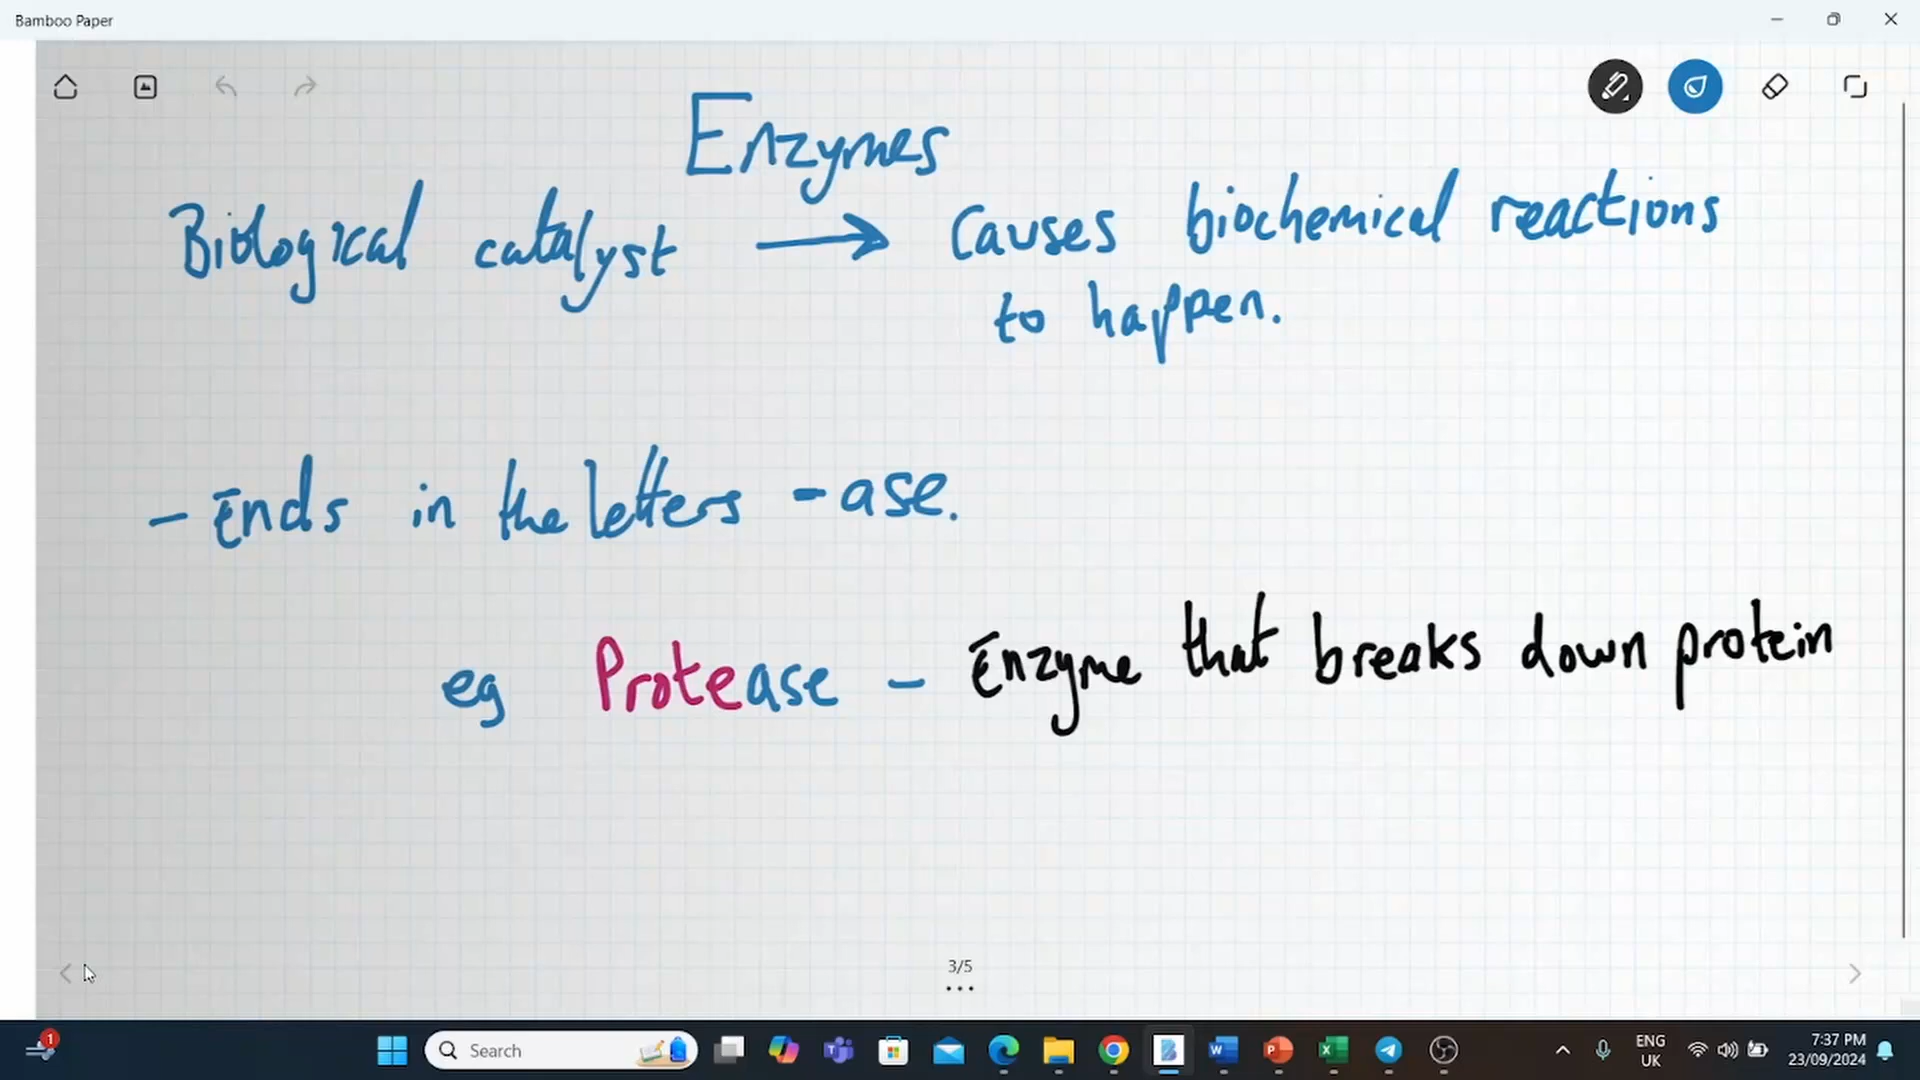 Bamboo Paper
Enzymes
Biological catalyst → Causes biochemical reactions
to happen.
- Ends in the letters -ase.
eg Protease - Enzyme that breaks down protein
3/5
1
Search
ENG
UK
7:37 PM
23/09/2024